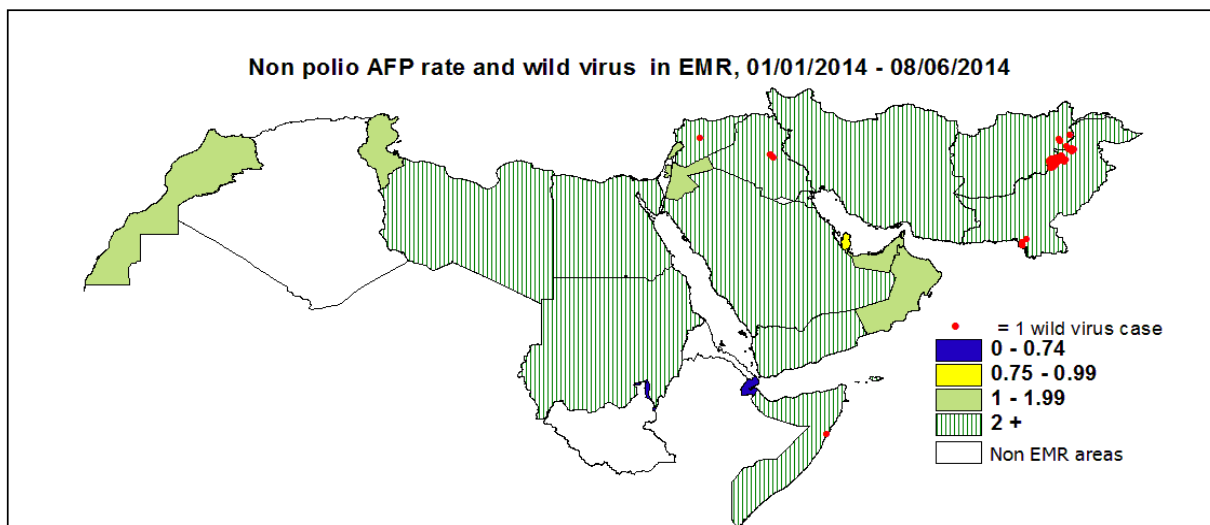 Non polio AFP rate and wild virus in EMR, 01/01/2014 - 08/06/2014
= 1 wild virus case
0 - 0.74
0.75 - 0.99
1 - 1.99
2 +
Non EMR areas